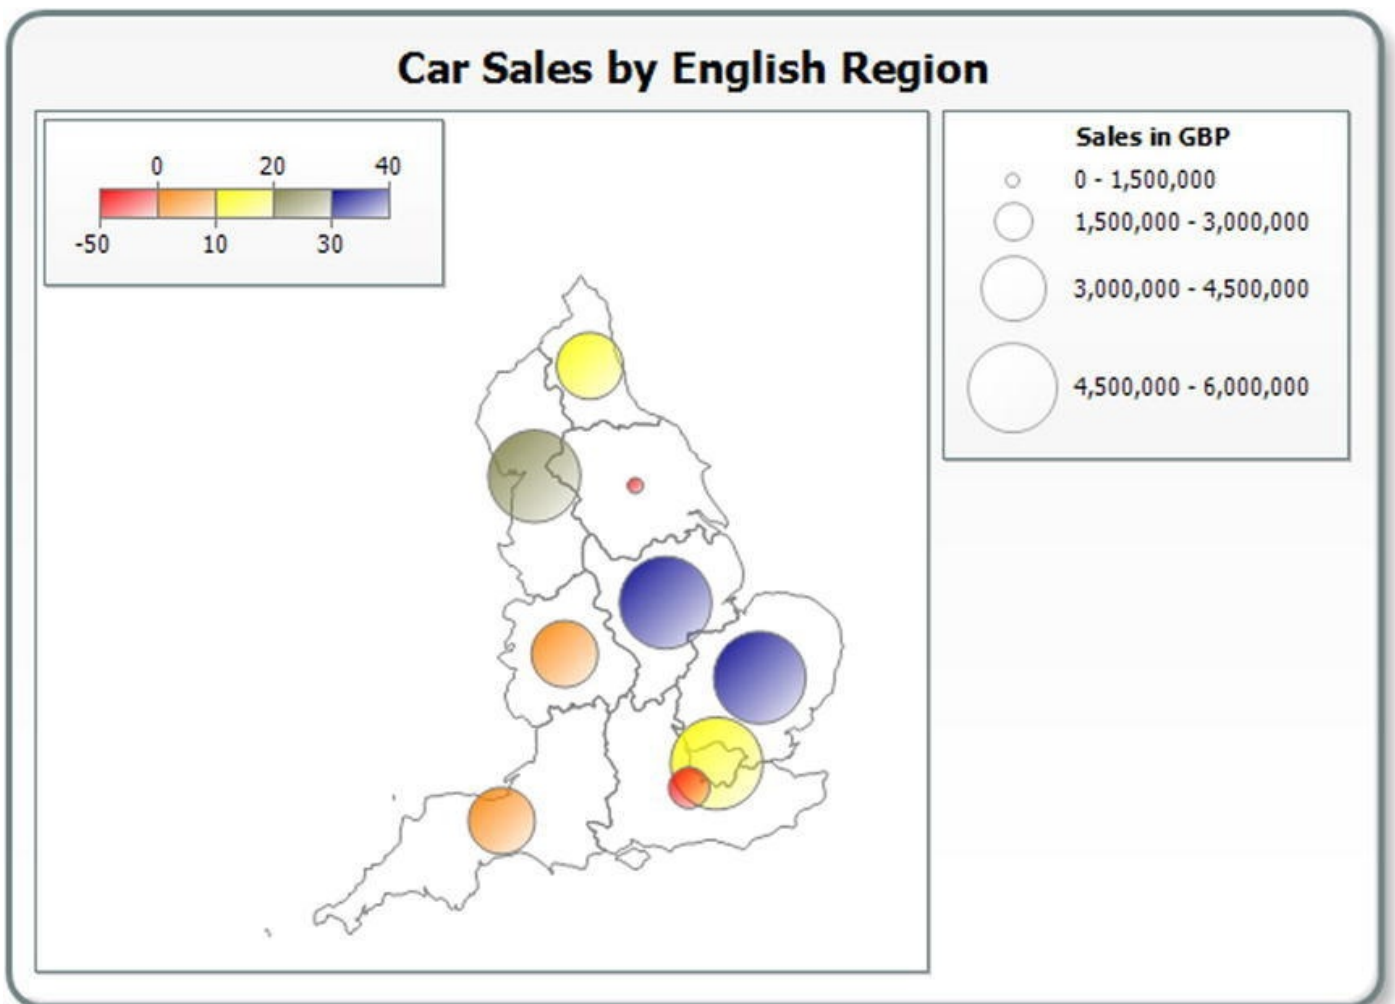 Car Sales by English Region
0 20 40
-50 10 30
Sales in GBP
0 - 1,500,000
1,500,000 - 3,000,000
3,000,000 - 4,500,000
4,500,000 - 6,000,000